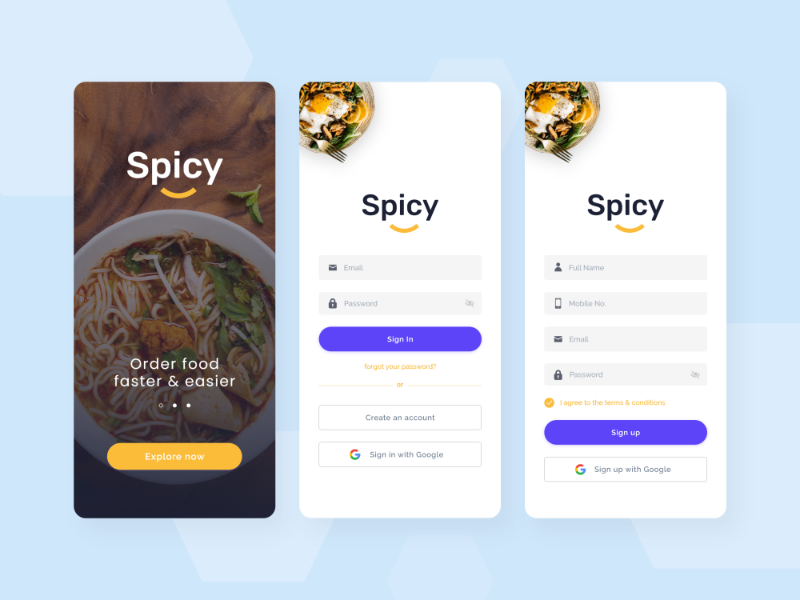 Spicy
Order food
faster & easier
Explore now
Spicy
Email
Password
Sign In
forgot your password?
or
Create an account
Sign in with Google
Spicy
Full Name
Mobile No.
Email
Password
I agree to the terms & conditions
Sign up
Sign up with Google